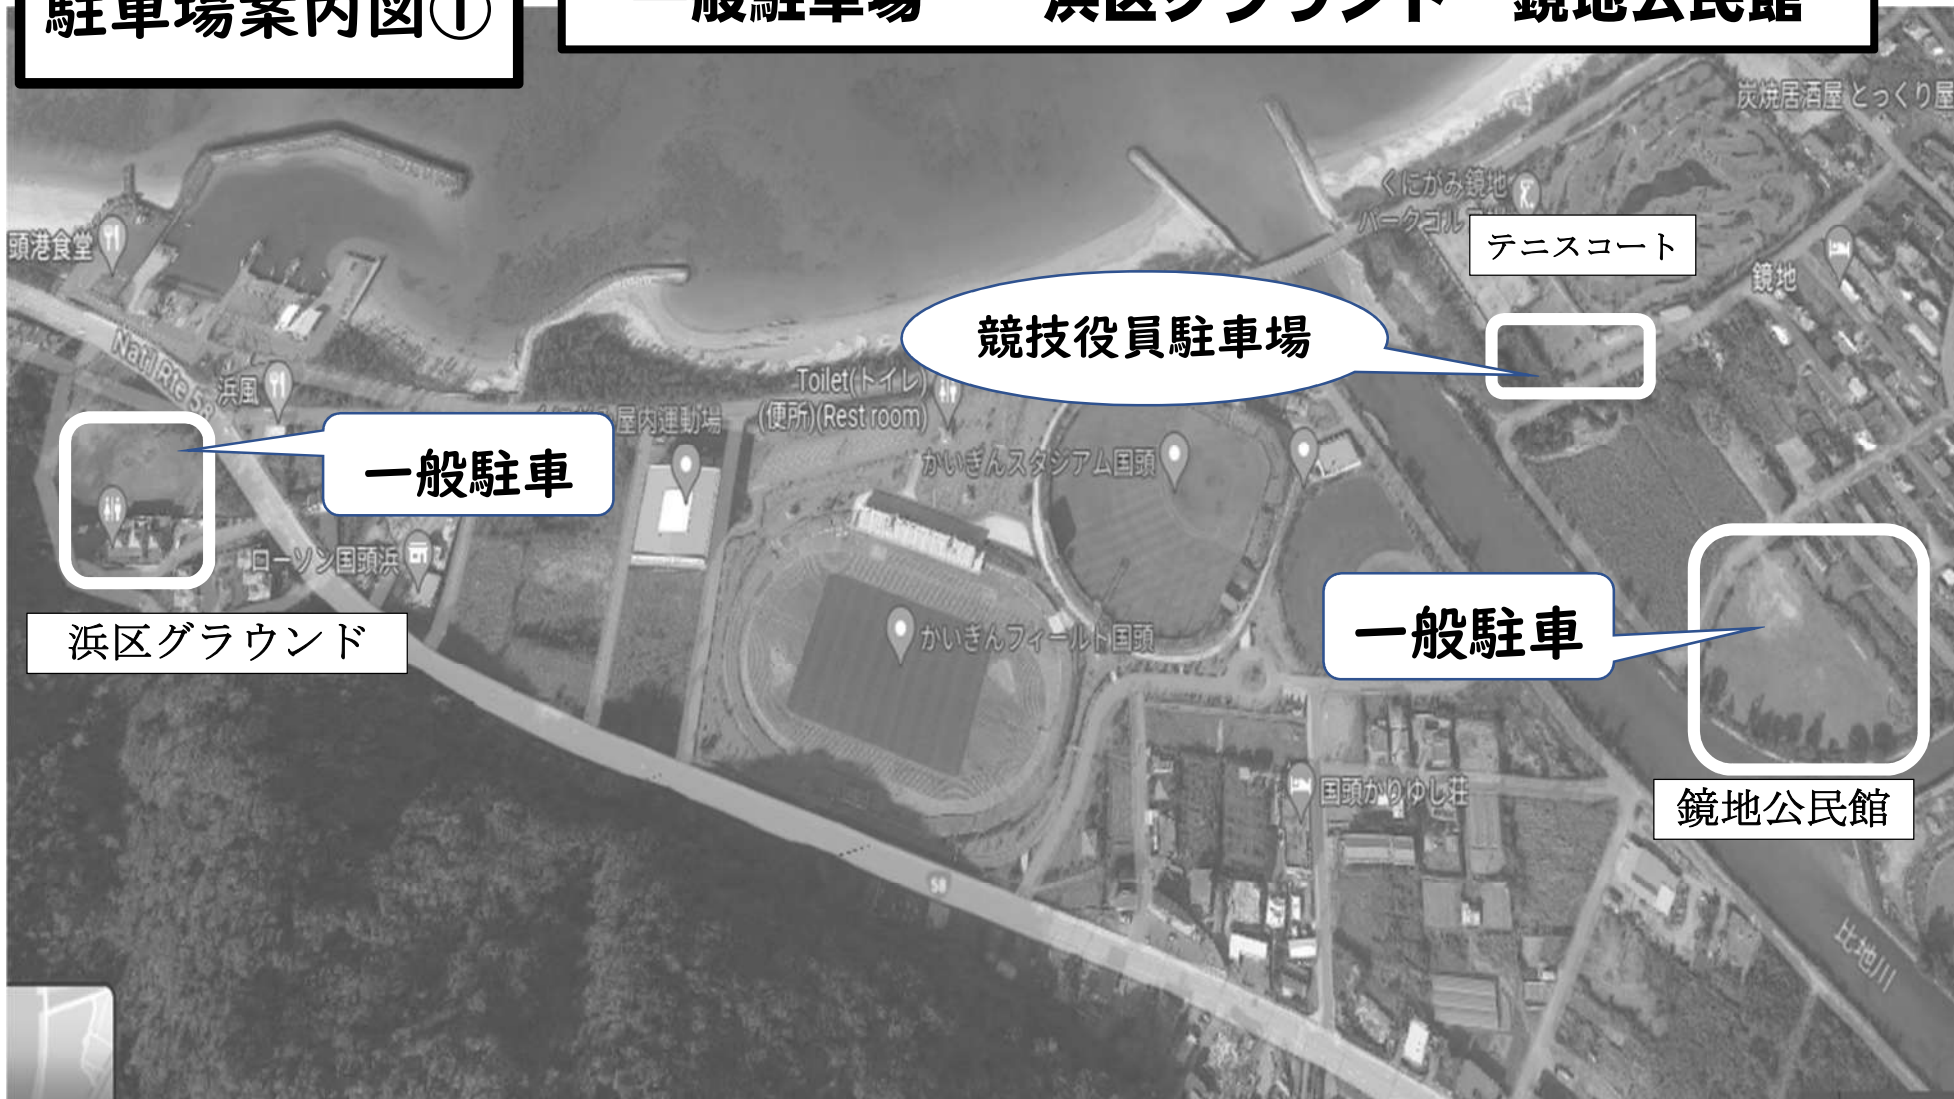 駐車場案内図①
一般駐車場 浜区グラウンド 鏡地公民館
炭焼居酒屋 とっくり屋
くにがみ鏡地
パークゴルフ
テニスコート
頭港食堂
鏡地
競技役員駐車場
Nat'l Rte 58
浜風
Toilet(トイレ)
(便所)(Rest room)
屋内運動場
一般駐車
かいぎんスタジアム国頭
ローソン国頭浜
浜区グラウンド
かいぎんフィールド国頭
一般駐車
国頭かりゆし荘
鏡地公民館
58
比地川